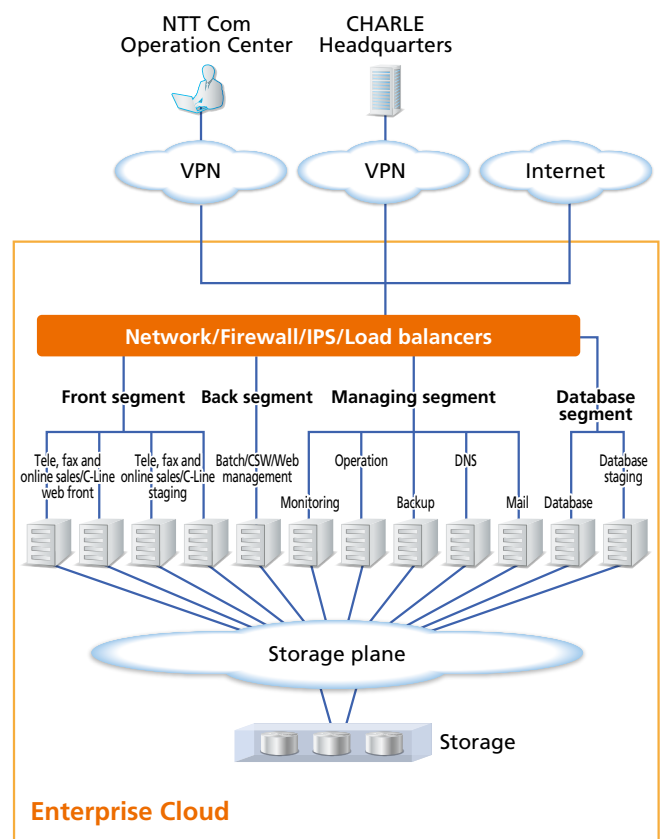 NTT Com
Operation Center
CHARLE
Headquarters
VPN
VPN
Internet
Network/Firewall/IPS/Load balancers
Front segment
Back segment
Managing segment
Database
segment
Tele, fax and
online sales/C-Line
web front
Tele, fax and
online sales/C-Line
staging
Batch/CSW/Web
management
Monitoring
Operation
Backup
DNS
Mail
Database
Database
staging
Storage plane
Storage
Enterprise Cloud